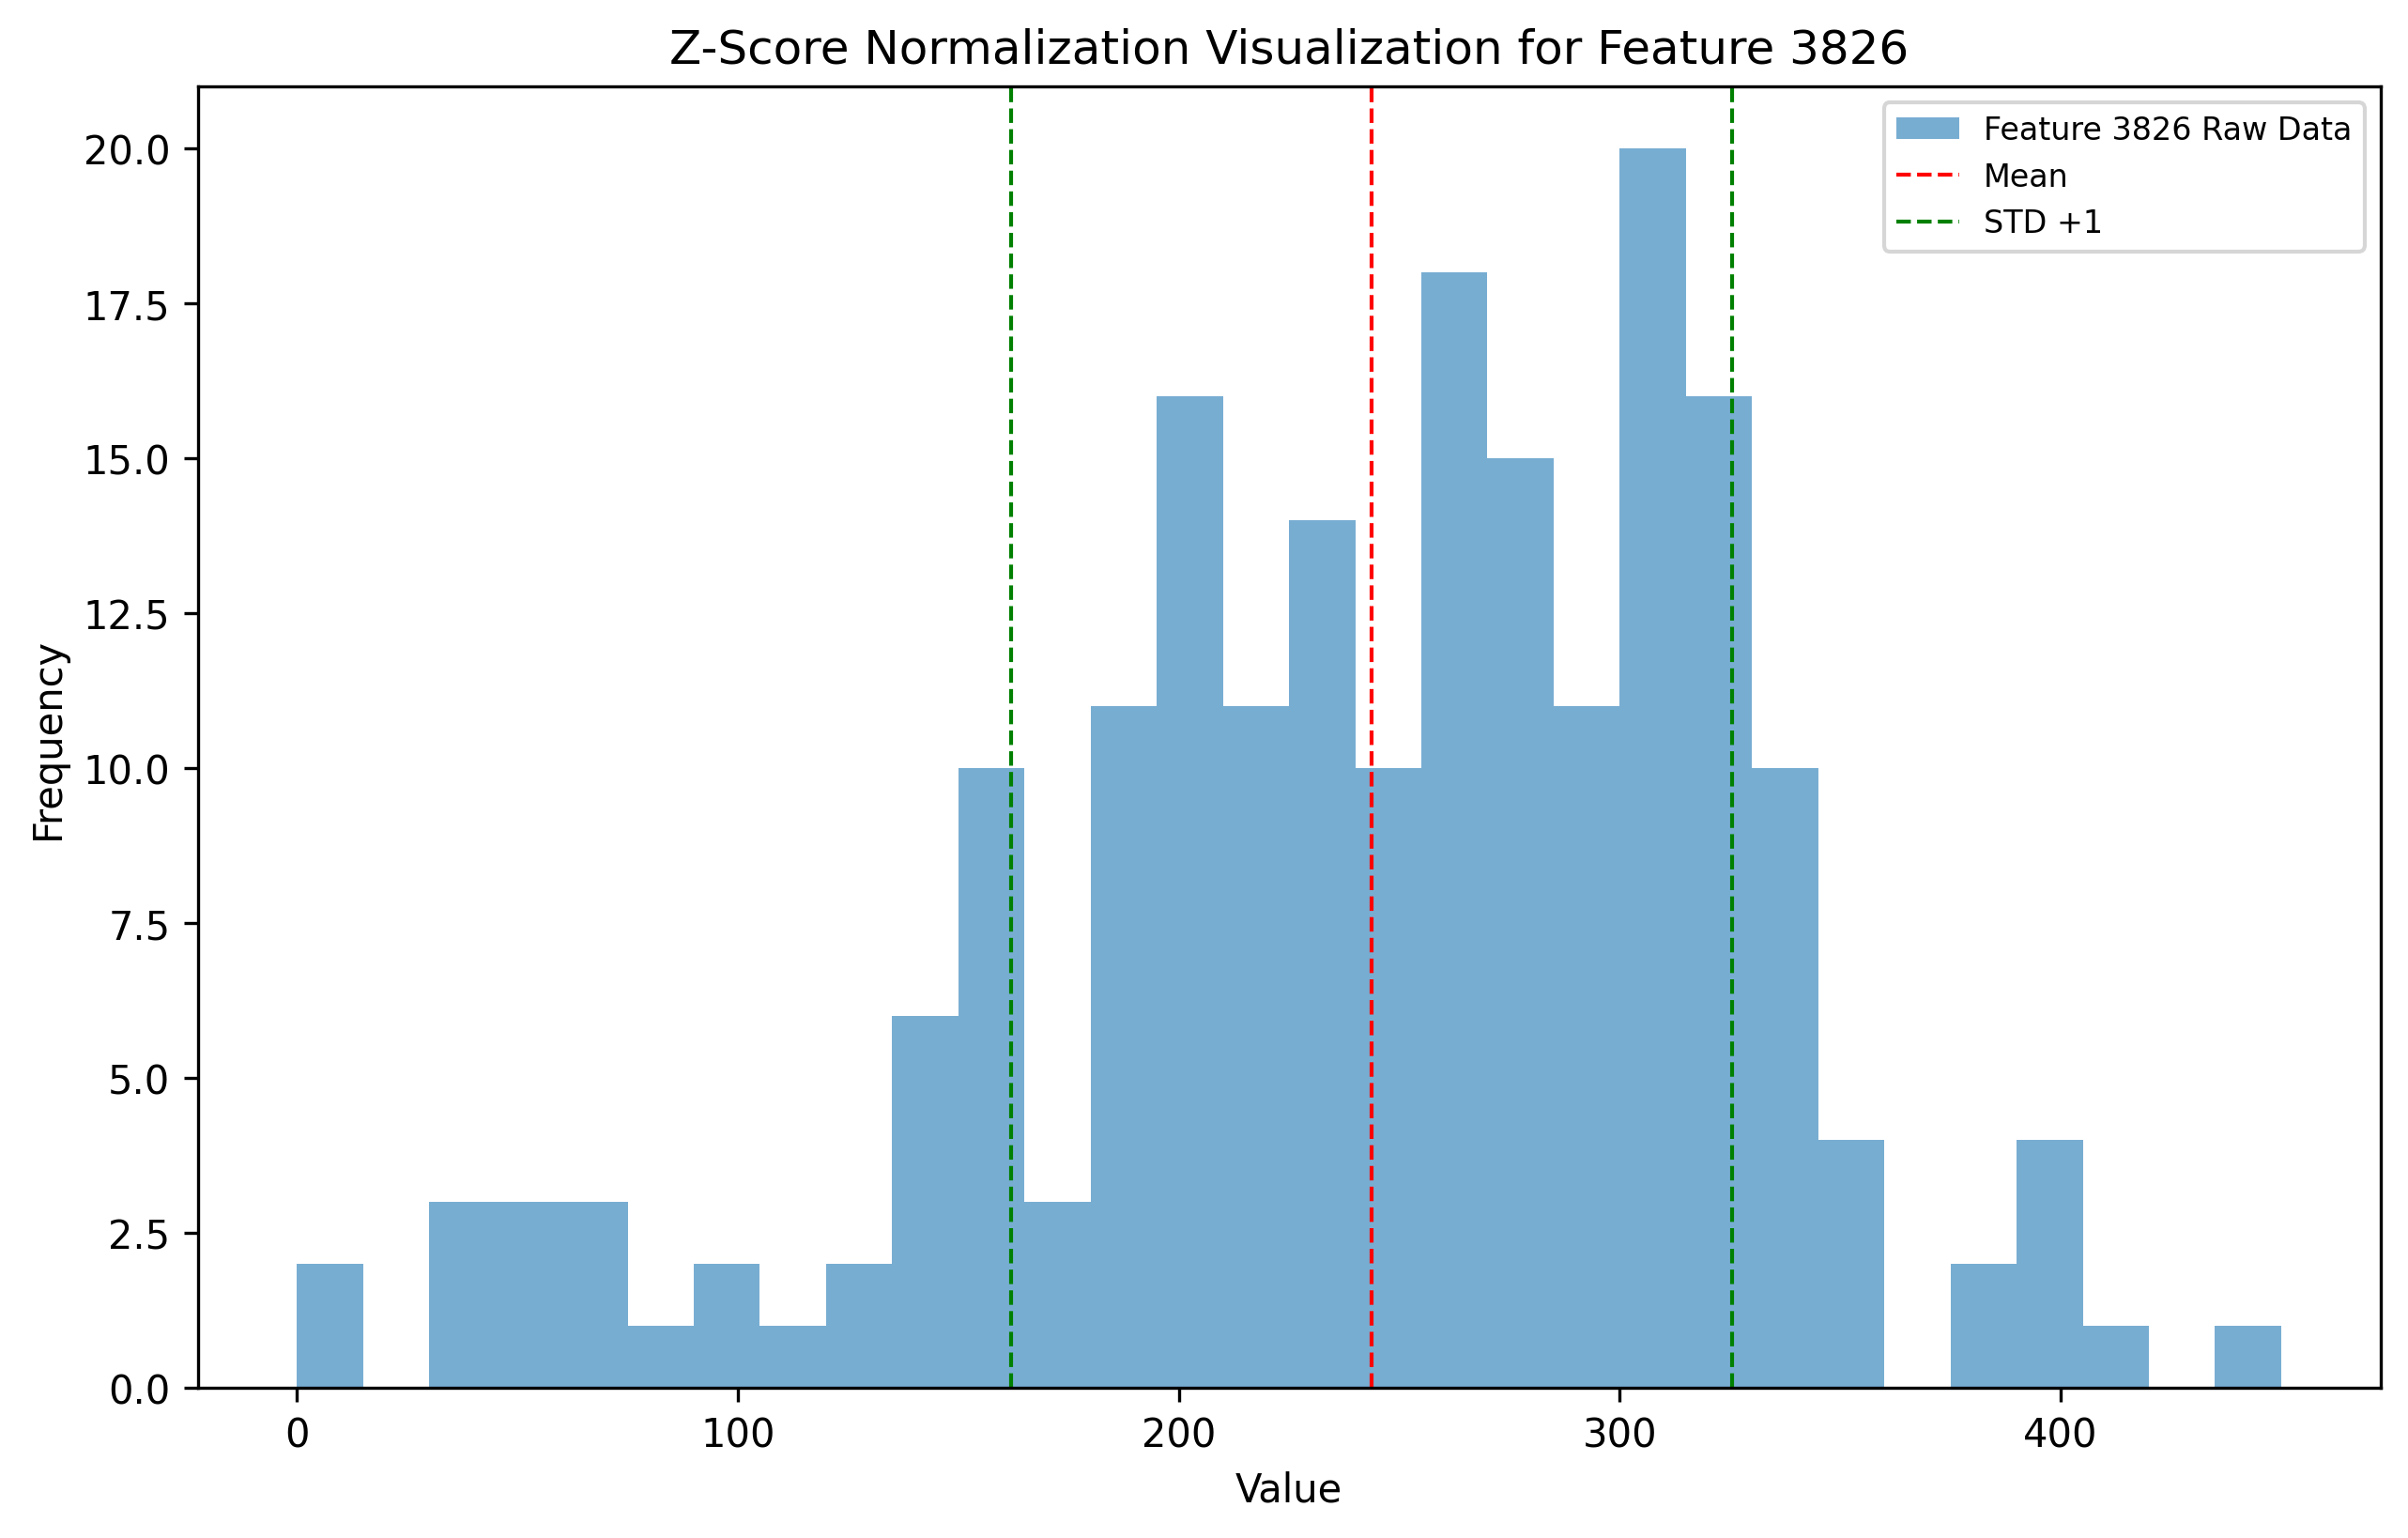 Z-Score Normalization Visualization for Feature 3826
Feature 3826 Raw Data
Mean
STD +1
20.0
17.5
15.0
12.5
10.0
7.5
5.0
2.5
0.0
Frequency
0 100 200 300 400
Value